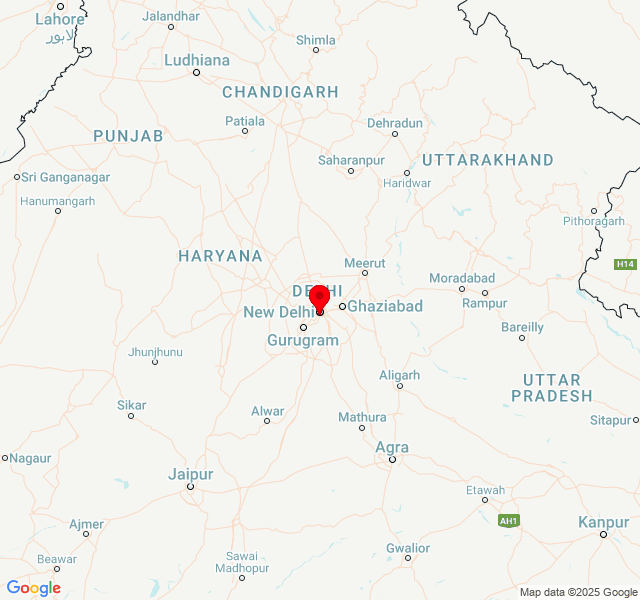 Jalandhar
Lahore
لاہور
Shimla
Ludhiana
CHANDIGARH
Patiala
Dehradun
PUNJAB
Saharanpur
UTTARAKHAND
Sri Ganganagar
Haridwar
Hanumangarh
Pithoragarh
HARYANA
Meerut
H14
Moradabad
DELHI
Rampur
Ghaziabad
New Delhi
Bareilly
Gurugram
Jhunjhunu
Aligarh
UTTAR
PRADESH
Sikar
Alwar
Mathura
Sitapur
Agra
Nagaur
Jaipur
Etawah
AH1
Kanpur
Ajmer
Gwalior
Sawai
Madhopur
Beawar
Google
Map data ©2025 Google